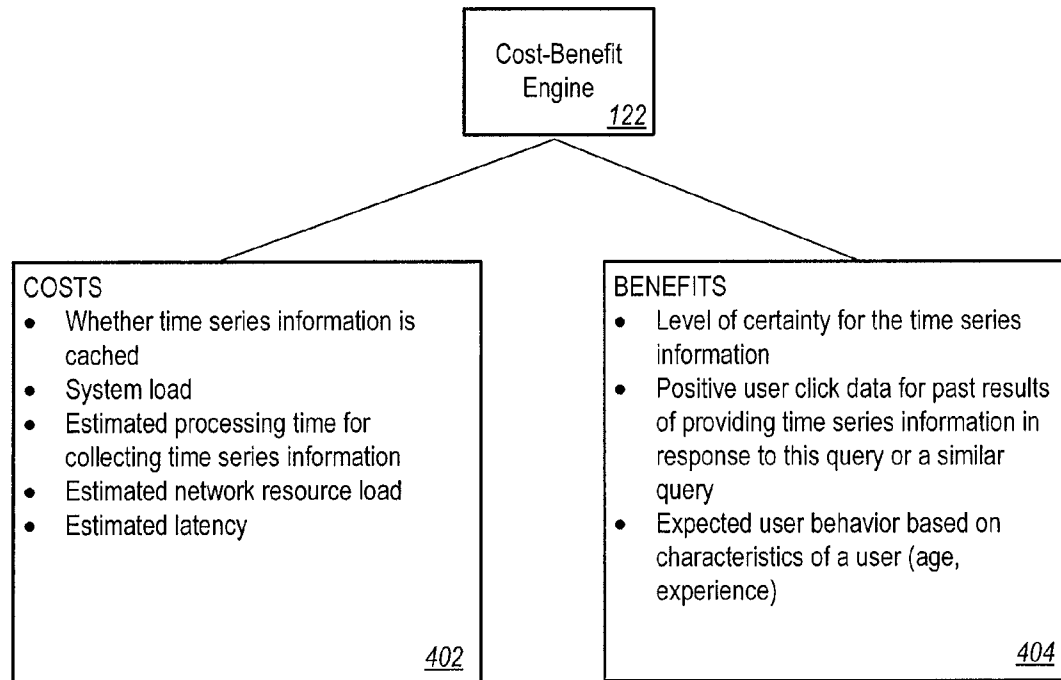 Cost-Benefit
Engine
122
COSTS
• Whether time series information is
cached
• System load
• Estimated processing time for
collecting time series information
• Estimated network resource load
• Estimated latency
402
BENEFITS
• Level of certainty for the time series
information
• Positive user click data for past results
of providing time series information in
response to this query or a similar
query
• Expected user behavior based on
characteristics of a user (age,
experience)
404